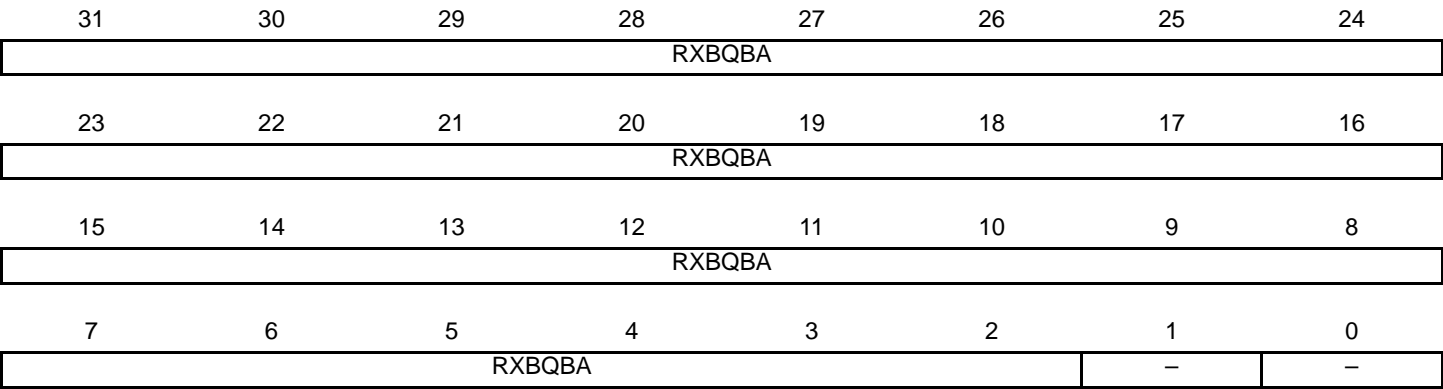 31 30 29 28 27 26 25 24
RXBQBA
23 22 21 20 19 18 17 16
RXBQBA
15 14 13 12 11 10 9 8
RXBQBA
7 6 5 4 3 2 1 0
RXBQBA – –